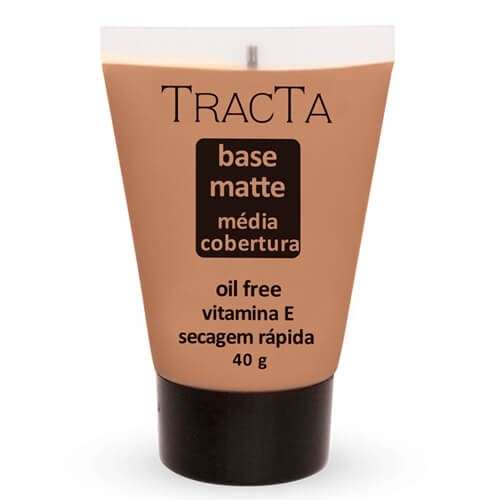 TRACTA
base
matte
média
cobertura
oil free
vitamina E
secagem rápida
40 g